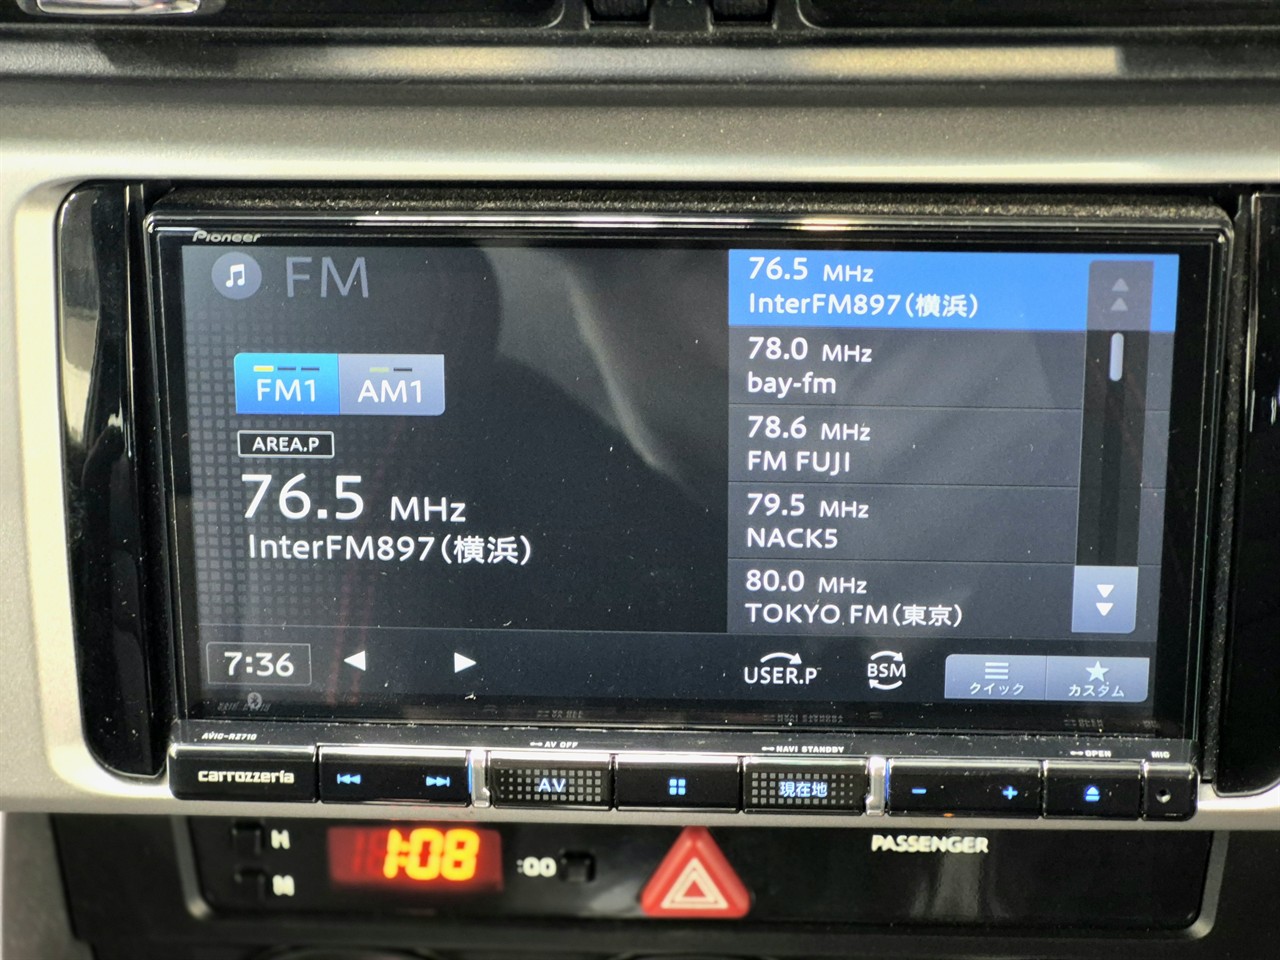 Pioneer
FM
FM1
AM1
AREA.P
76.5 MHz
InterFM897(横浜)
76.5 MHz
InterFM897(横浜)
78.0 MHz
bay-fm
78.6 MHz
FM FUJI
79.5 MHz
NACK5
80.0 MHz
TOKYO FM(東京)
7:36
USER.P
BSM
クイック
カスタム
AVIC-RZ710
AV OFF
NAVI STANDBY
OPEN
MIC
carrozzeria
AV
現在地
- +
H
M
1:08
:00
PASSENGER